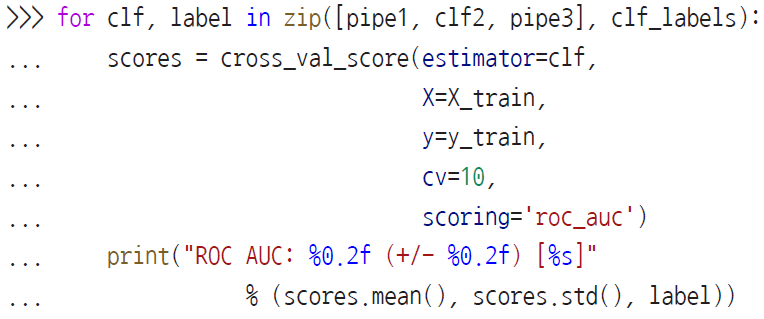 >>> for clf, label in zip([pipe1, clf2, pipe3], clf_labels):
...     scores = cross_val_score(estimator=clf,
...                              X=X_train,
...                              y=y_train,
...                              cv=10,
...                              scoring='roc_auc')
...     print("ROC AUC: %0.2f (+/- %0.2f) [%s]"
...                % (scores.mean(), scores.std(), label))